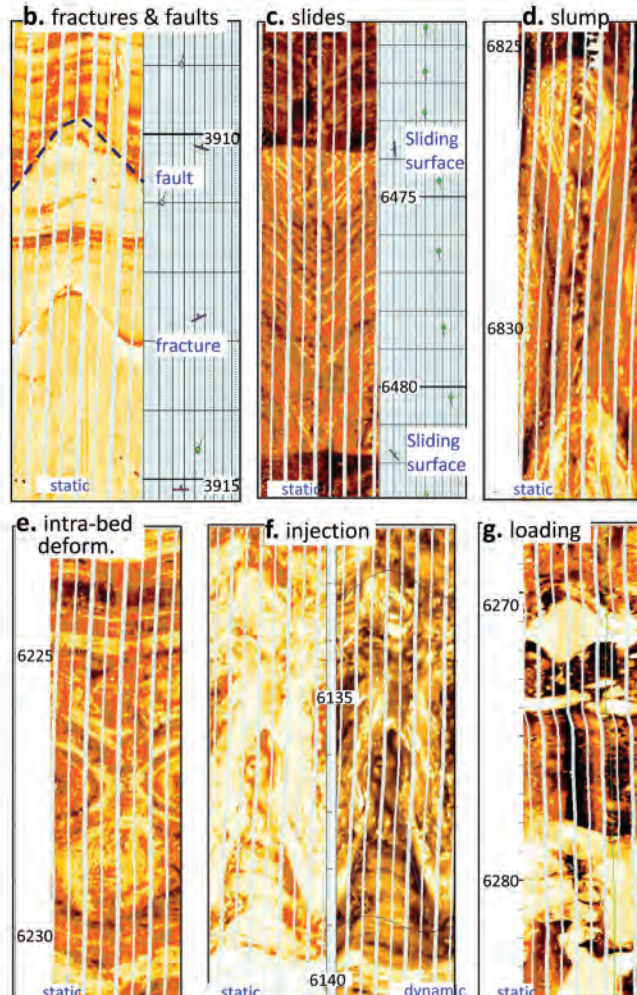 b. fractures & faults
3910
fault
fracture
static
3915
c. slides
Sliding
surface
6475
6480
Sliding
surface
static
d. slump
6825
6830
static
e. intra-bed
deform.
6225
6230
static
f. injection
6135
6140
static
dynamic
g. loading
6270
6280
static